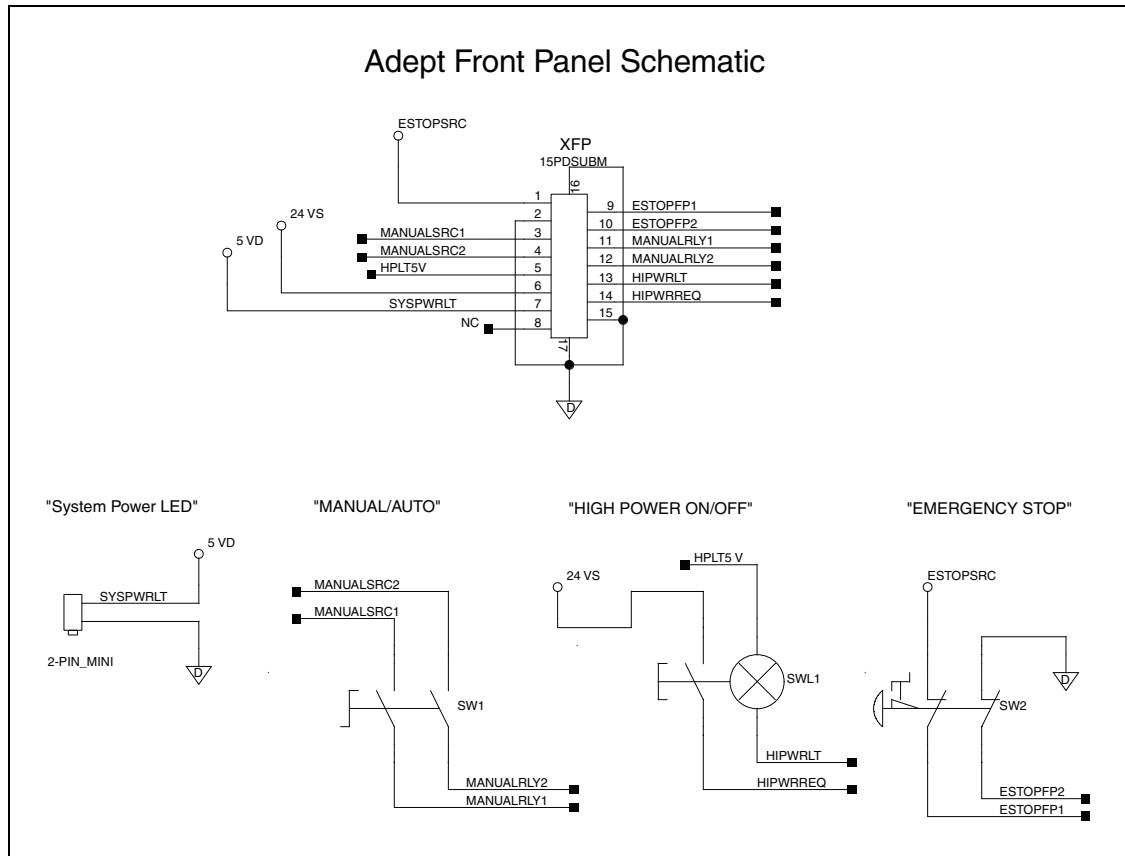 Adept Front Panel Schematic
ESTOPSRC
XFP
15PDSUBM
16
24 VS
5 VD
MANUALSRC1
MANUALSRC2
HPLT5V
SYSPWRLT
NC
1
2
3
4
5
6
7
8
9 ESTOPFP1
10 ESTOPFP2
11 MANUALRLY1
12 MANUALRLY2
13 HIPWRLT
14 HIPWRREQ
15
17
D
"System Power LED"
5 VD
SYSPWRLT
2-PIN_MINI
D
"MANUAL/AUTO"
MANUALSRC2
MANUALSRC1
SW1
MANUALRLY2
MANUALRLY1
"HIGH POWER ON/OFF"
HPLT5 V
24 VS
SWL1
HIPWRLT
HIPWRREQ
"EMERGENCY STOP"
ESTOPSRC
D
SW2
ESTOPFP2
ESTOPFP1